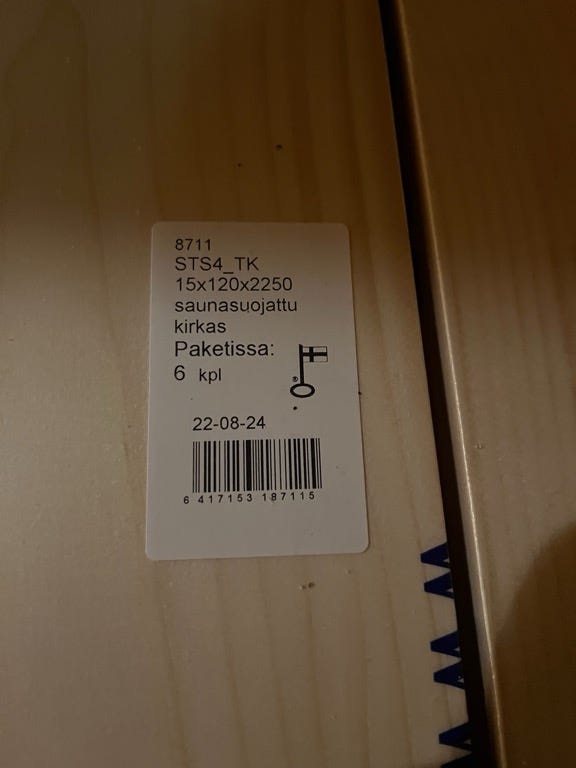 8711
STS4_TK
15x120x2250
saunasuojattu
kirkas
Paketissa:
6 kpl
®
22-08-24
6 417153 187115